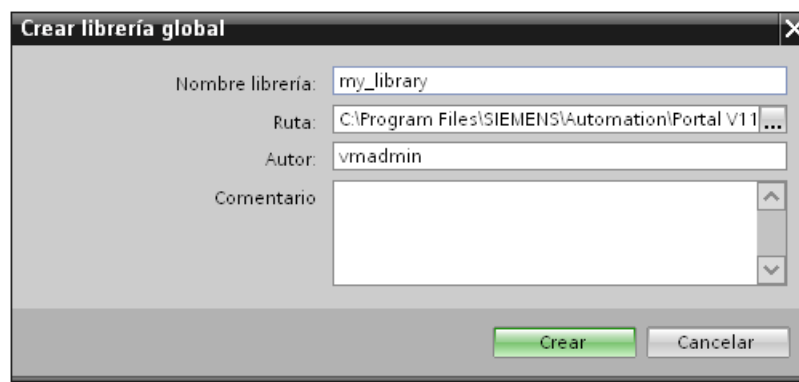 Crear librería global
Nombre librería: my_library
Ruta: C:\Program Files\SIEMENS\Automation\Portal V11 ...
Autor: vmadmin
Comentario
Crear Cancelar